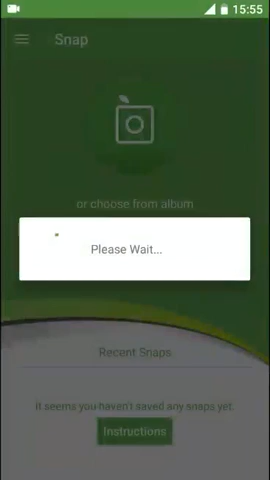 15:55
Snap
or choose from album
Please Wait...
Recent Snaps
It seems you haven't saved any snaps yet.
Instructions